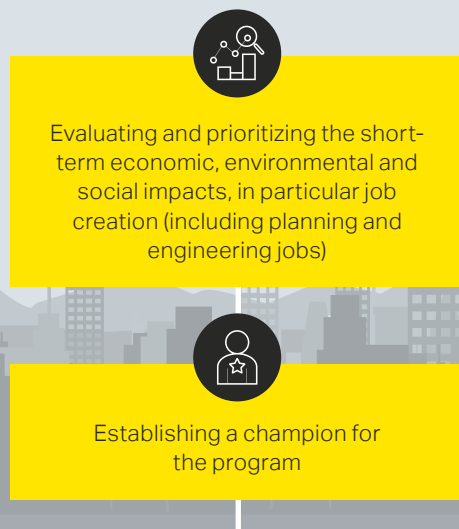 Evaluating and prioritizing the short-
term economic, environmental and
social impacts, in particular job
creation (including planning and
engineering jobs)
Establishing a champion for
the program